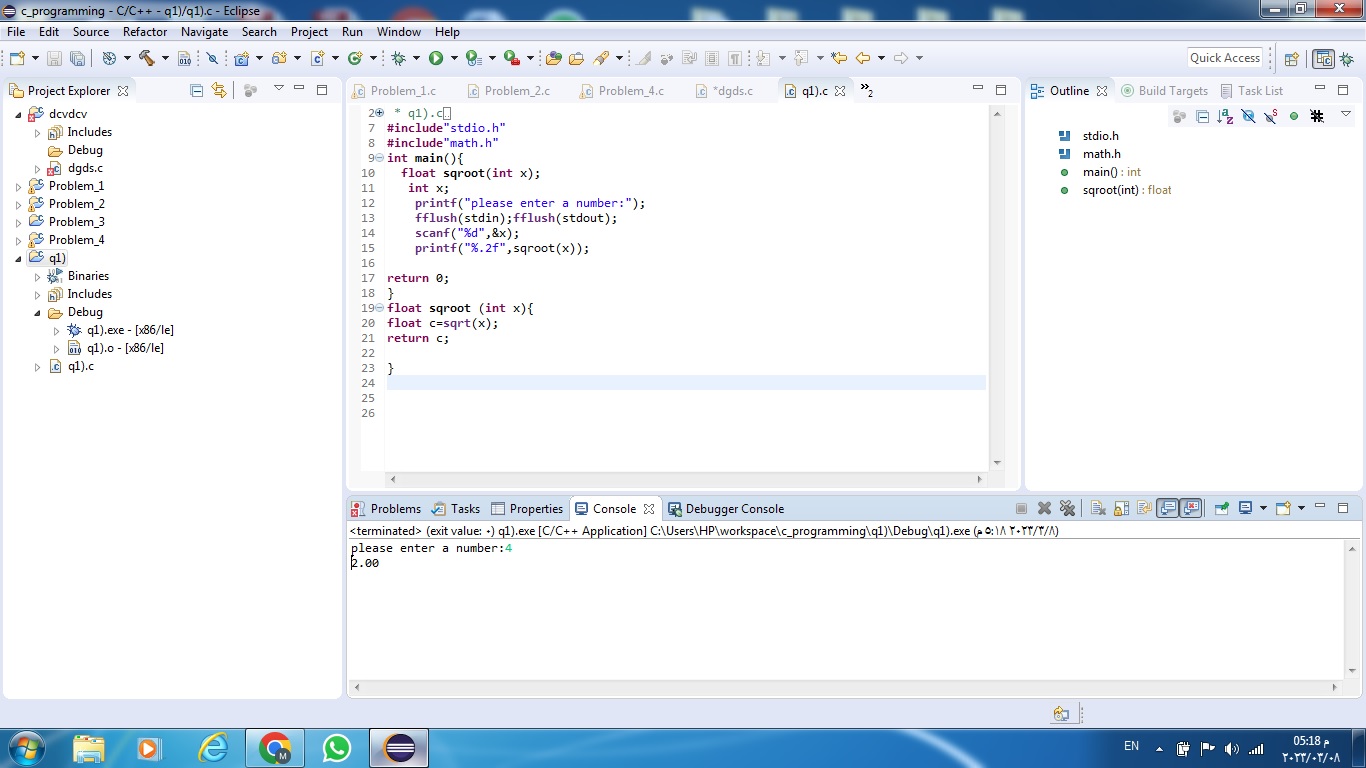 c_programming - C/C++ - q1)/q1).c - Eclipse
File Edit Source Refactor Navigate Search Project Run Window Help
Quick Access
Project Explorer
dcvdcv
Includes
Debug
dgds.c
Problem_1
Problem_2
Problem_3
Problem_4
q1)
Binaries
Includes
Debug
q1).exe - [x86/le]
q1).o - [x86/le]
q1).c
Problem_1.c Problem_2.c Problem_4.c *dgds.c q1).c »2
2 * q1).c
7 #include"stdio.h"
8 #include"math.h"
9 int main(){
10 float sqroot(int x);
11 int x;
12 printf("please enter a number:");
13 fflush(stdin);fflush(stdout);
14 scanf("%d",&x);
15 printf("%.2f",sqroot(x));
16
17 return 0;
18 }
19 float sqroot (int x){
20 float c=sqrt(x);
21 return c;
22
23 }
24
25
26
Outline Build Targets Task List
stdio.h
math.h
main() : int
sqroot(int) : float
Problems Tasks Properties Console Debugger Console
<terminated> (exit value: ٠) q1).exe [C/C++ Application] C:\Users\HP\workspace\c_programming\q1)\Debug\q1).exe (٢٠٢٣/٣/٨ ٥:١٨ م)
please enter a number:4
2.00
EN
05:18 م
٢٠٢٣/٠٣/٠٨